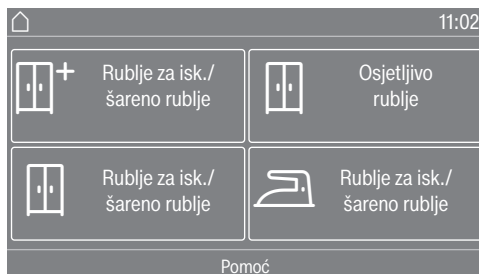 11:02
Rublje za isk./
šareno rublje
Osjetljivo
rublje
Rublje za isk./
šareno rublje
Rublje za isk./
šareno rublje
Pomoć